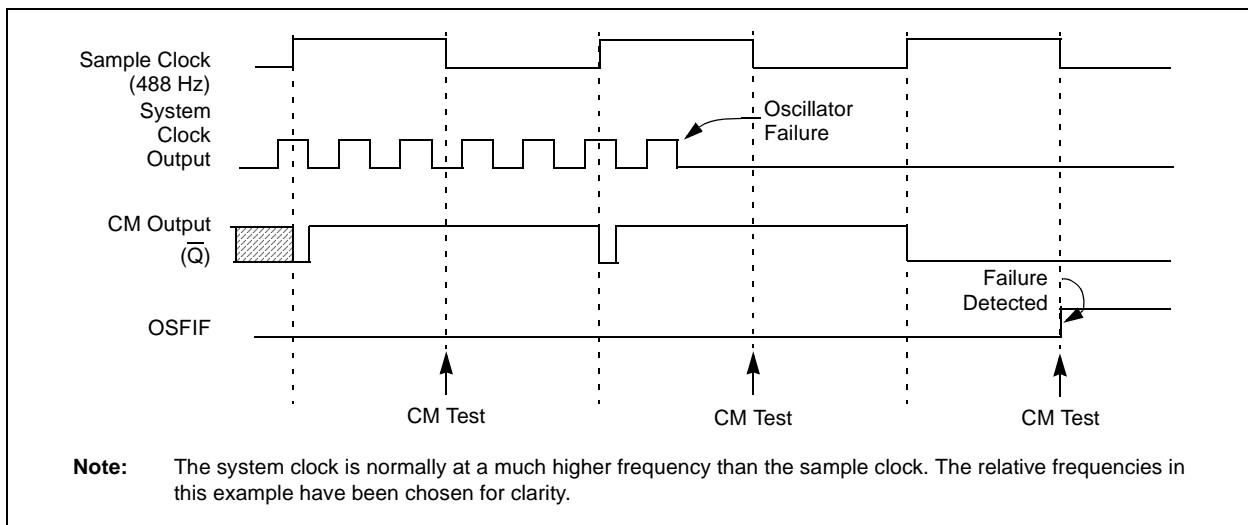 Sample Clock
(488 Hz)
System
Clock
Output
Oscillator
Failure
CM Output
(Q̅)
Failure
Detected
OSFIF
CM Test
CM Test
CM Test
Note: The system clock is normally at a much higher frequency than the sample clock. The relative frequencies in
this example have been chosen for clarity.